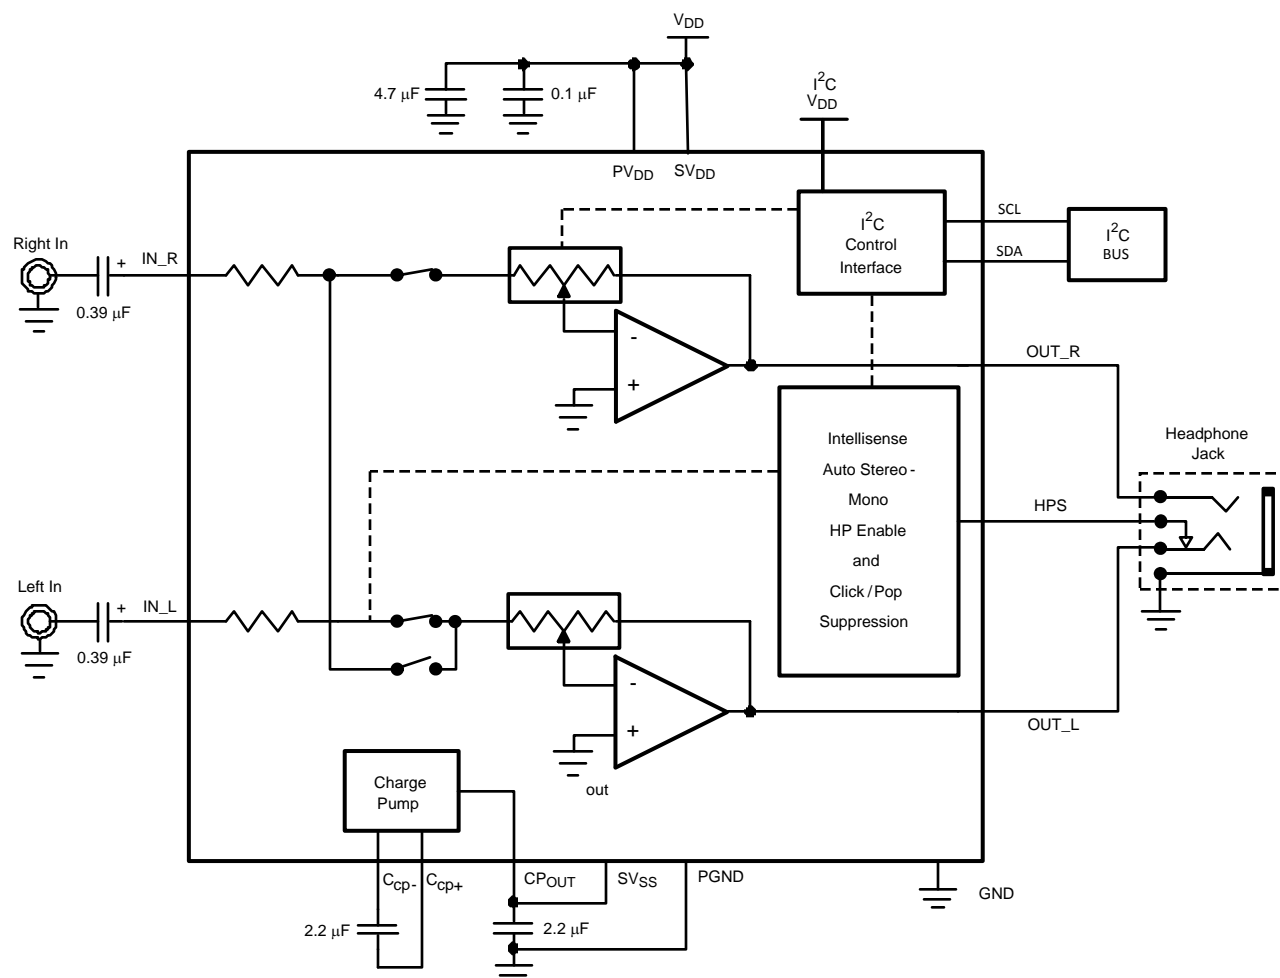 VDD
4.7 μF
0.1 μF
I2C
VDD
PVDD
SVDD
I2C
Control
Interface
SCL
SDA
I2C
BUS
Right In
+
IN_R
0.39 μF
-
+
OUT_R
Intellisense
Auto Stereo-
Mono
HP Enable
and
Click/Pop
Suppression
Headphone
Jack
HPS
Left In
+
IN_L
0.39 μF
-
+
out
OUT_L
Charge
Pump
Ccp-
Ccp+
CPOUT
SVSS
PGND
GND
2.2 μF
2.2 μF